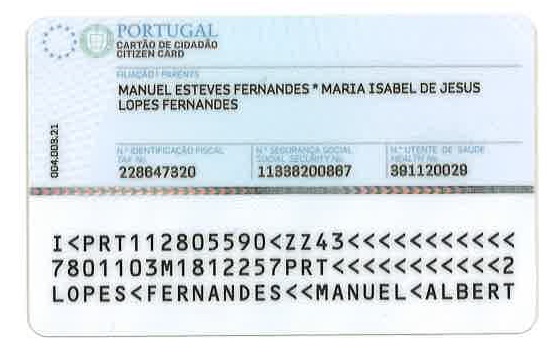 PORTUGAL
CARTÃO DE CIDADÃO
CITIZEN CARD
FILIAÇÃO / PARENTS
MANUEL ESTEVES FERNANDES * MARIA ISABEL DE JESUS
LOPES FERNANDES
004.003.21
N.º IDENTIFICAÇÃO FISCAL N.º SEGURANÇA SOCIAL N.º UTENTE DE SAÚDE
TAX No. SOCIAL SECURITY No. HEALTH No.
228647320 11338200867 391120029
I<PRT112805590<ZZ43<<<<<<<<<<<
7801103M1812257PRT<<<<<<<<<<<2
LOPES<FERNANDES<<MANUEL<ALBERT